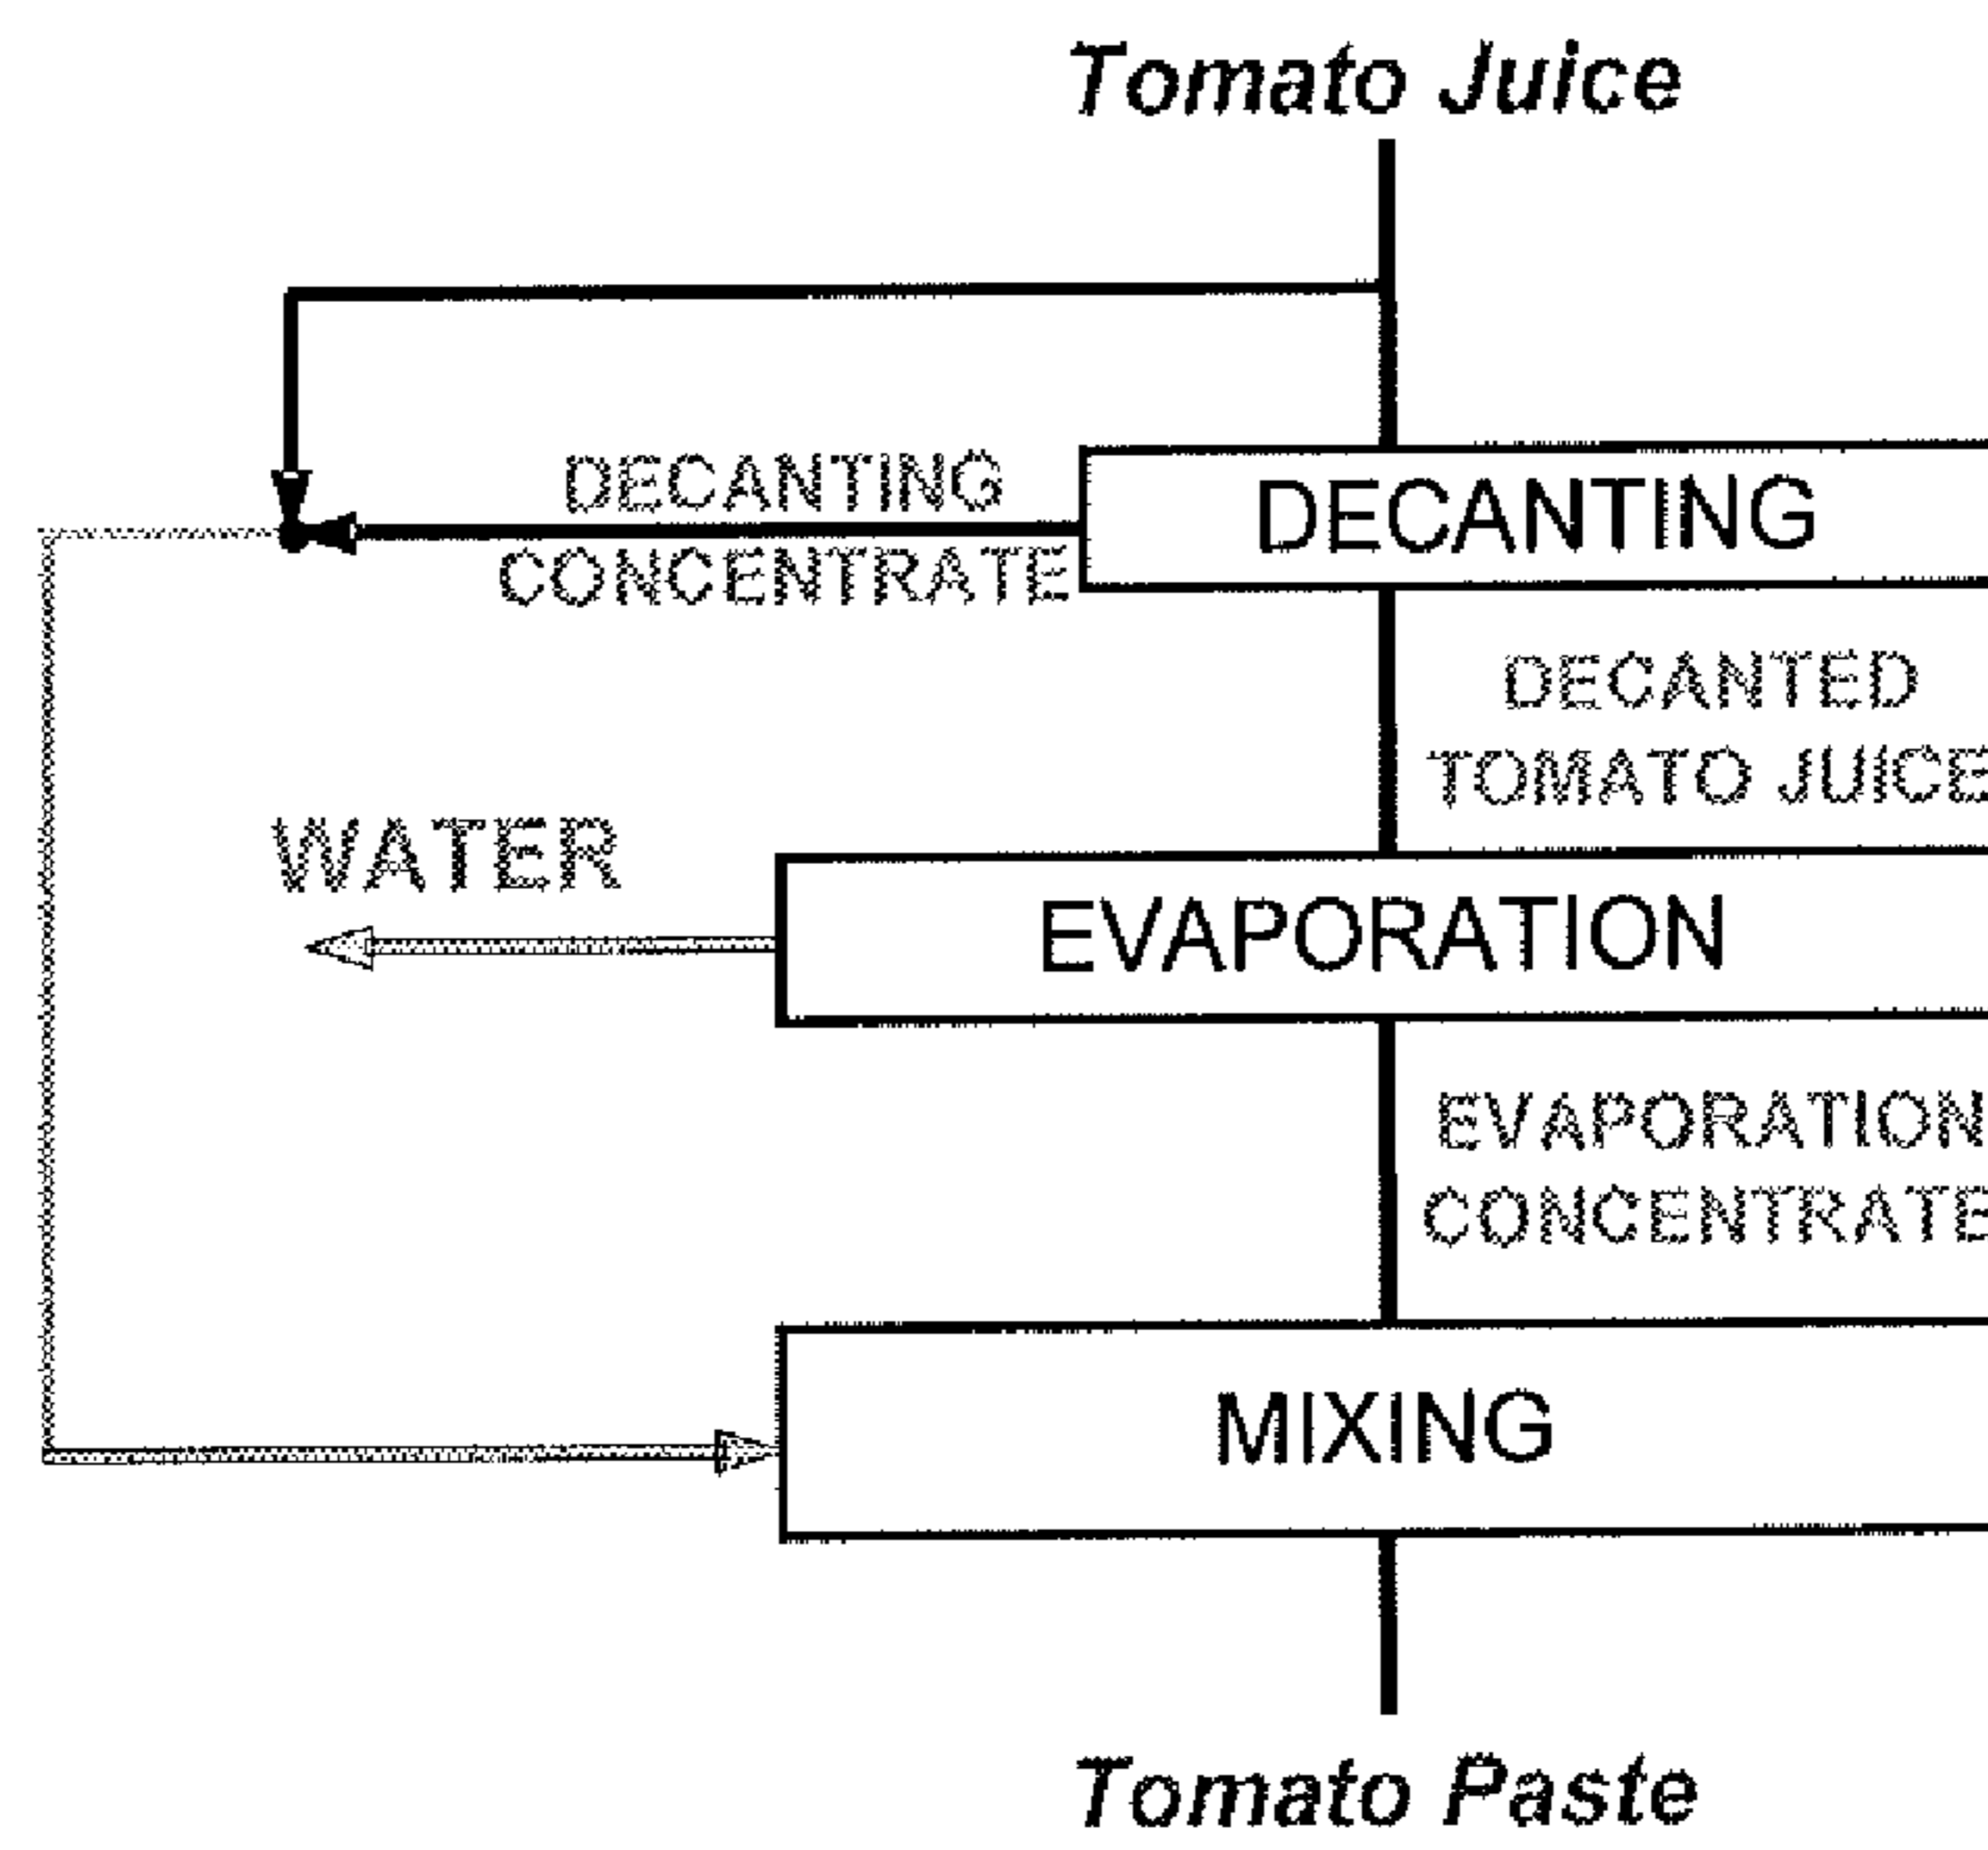 Tomato Juice
DECANTING
CONCENTRATE
DECANTING
DECANTED
TOMATO JUICE
WATER
EVAPORATION
EVAPORATION
CONCENTRATE
MIXING
Tomato Paste